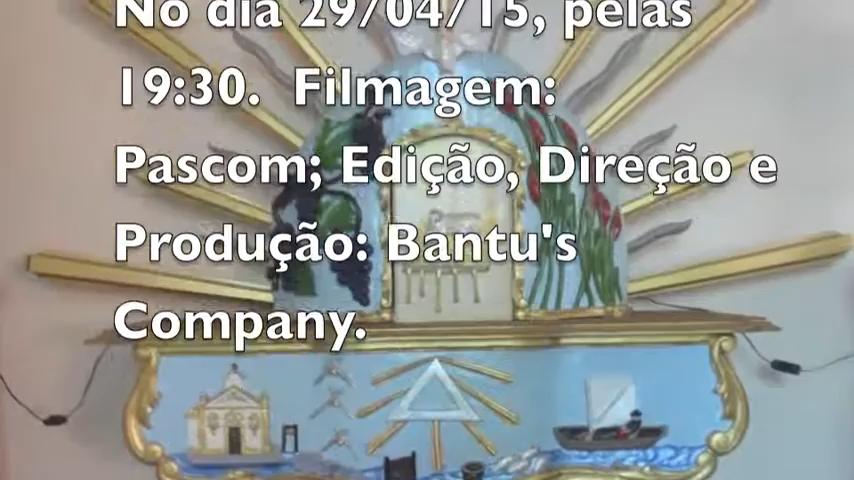 No dia 29/04/15, pelas
19:30. Filmagem:
Pascom; Edição, Direção e
Produção: Bantu's
Company.